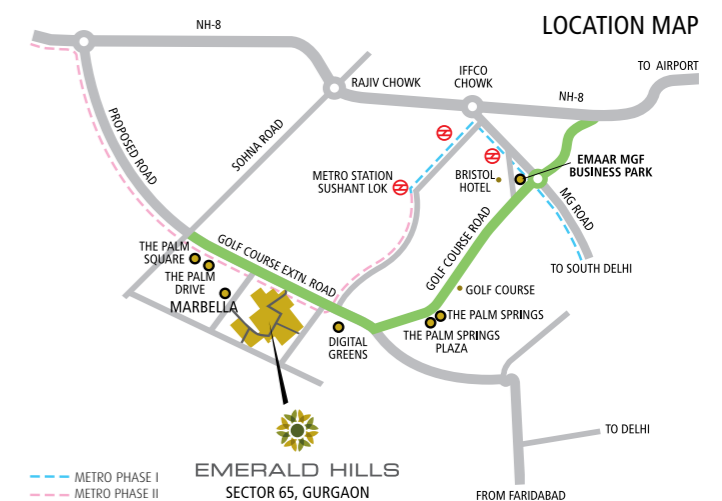 LOCATION MAP
NH-8
IFFCO
CHOWK
TO AIRPORT
RAJIV CHOWK
NH-8
PROPOSED ROAD
SOHNA ROAD
METRO STATION
SUSHANT LOK
BRISTOL
HOTEL
EMAAR MGF
BUSINESS PARK
MG ROAD
TO SOUTH DELHI
THE PALM
SQUARE
THE PALM
DRIVE
MARBELLA
GOLF COURSE EXTN. ROAD
GOLF COURSE ROAD
GOLF COURSE
THE PALM SPRINGS
THE PALM SPRINGS
PLAZA
DIGITAL
GREENS
TO DELHI
FROM FARIDABAD
EMERALD HILLS
SECTOR 65, GURGAON
METRO PHASE I
METRO PHASE II